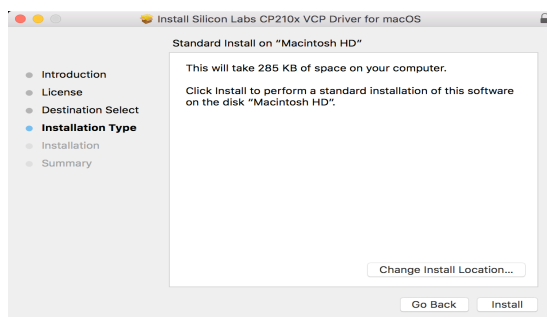 Install Silicon Labs CP210x VCP Driver for macOS
Standard Install on "Macintosh HD"
Introduction
License
Destination Select
Installation Type
Installation
Summary
This will take 285 KB of space on your computer.
Click Install to perform a standard installation of this software
on the disk "Macintosh HD".
Change Install Location...
Go Back
Install